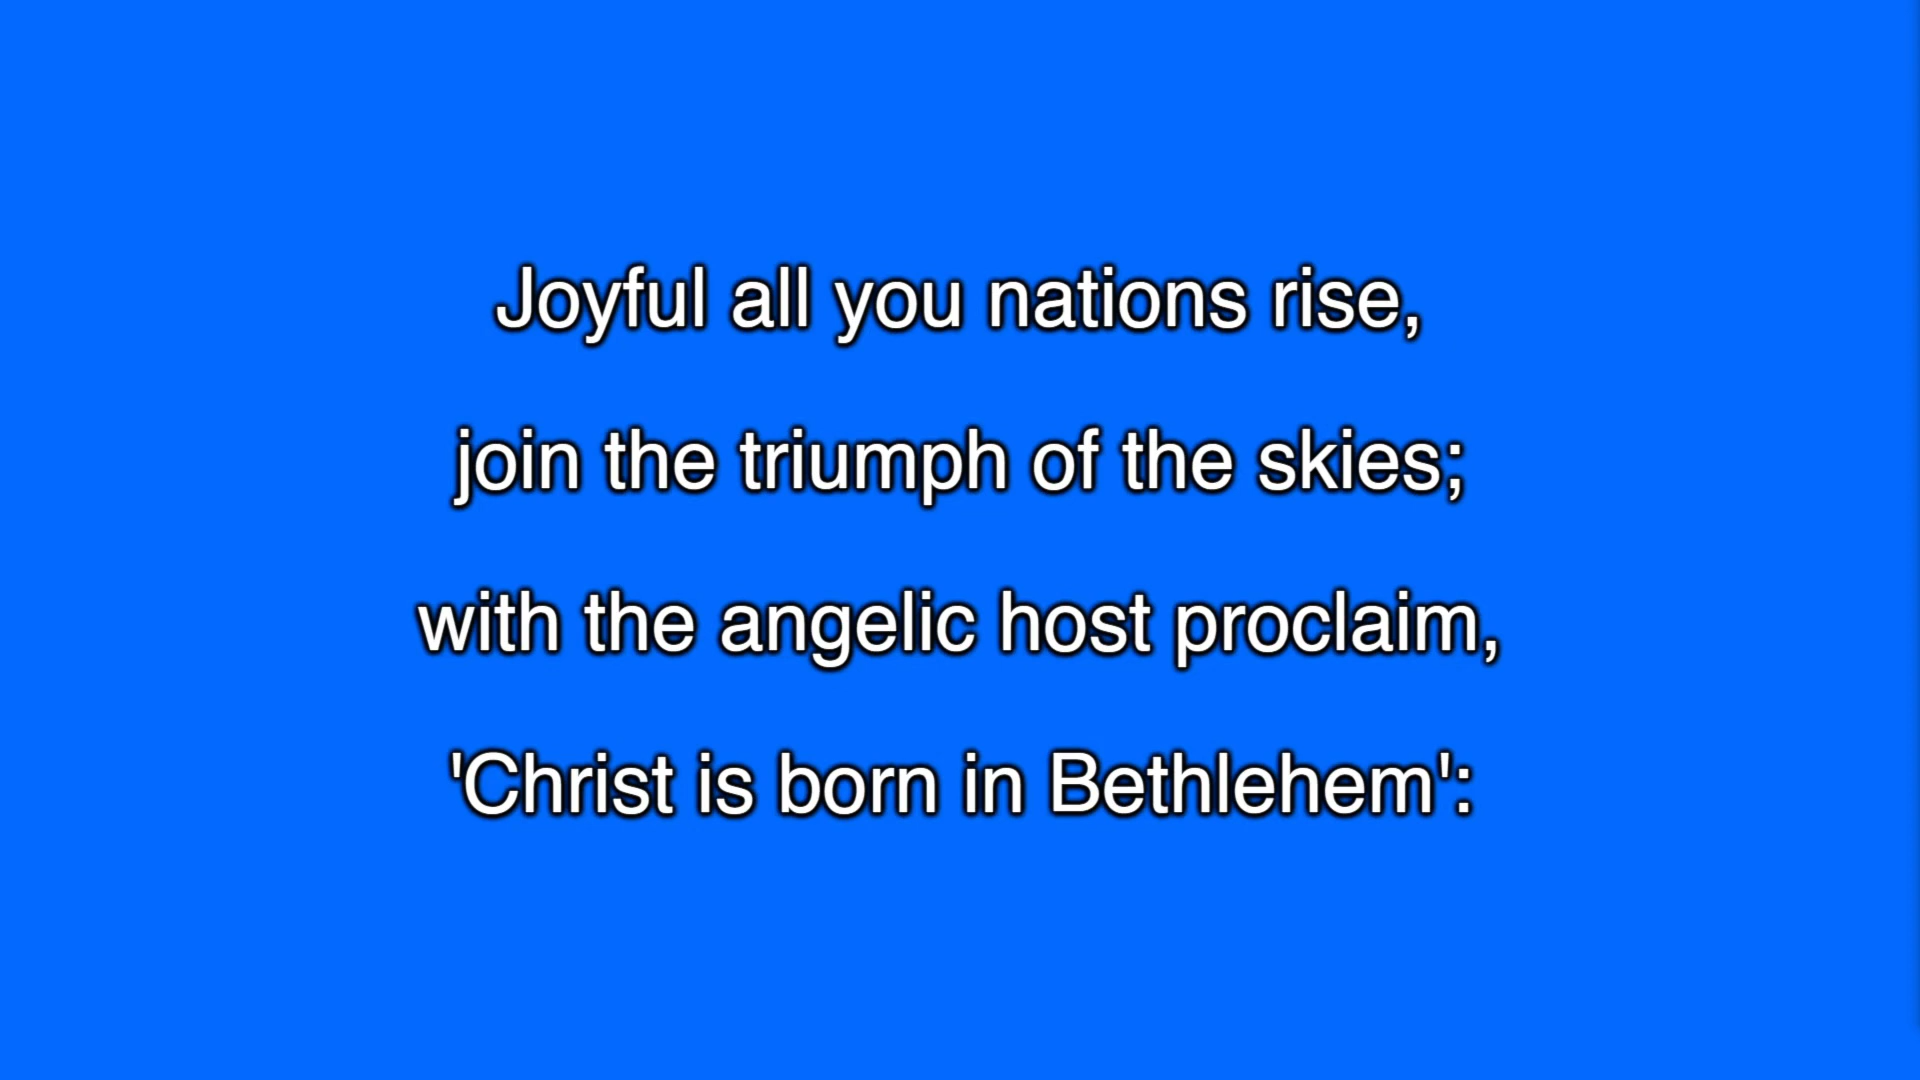 Joyful all you nations rise,
join the triumph of the skies;
with the angelic host proclaim,
'Christ is born in Bethlehem':